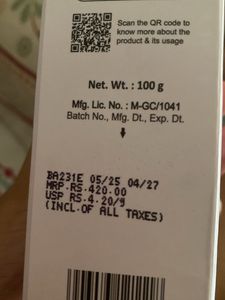 Scan the QR code to
know more about the
product & its usage
Net. Wt. : 100 g
Mfg. Lic. No. : M-GC/1041
Batch No., Mfg. Dt., Exp. Dt.
BA231E 05/25 04/27
MRP.RS.420.00
USP RS.4.20/g
(INCL.OF ALL TAXES)